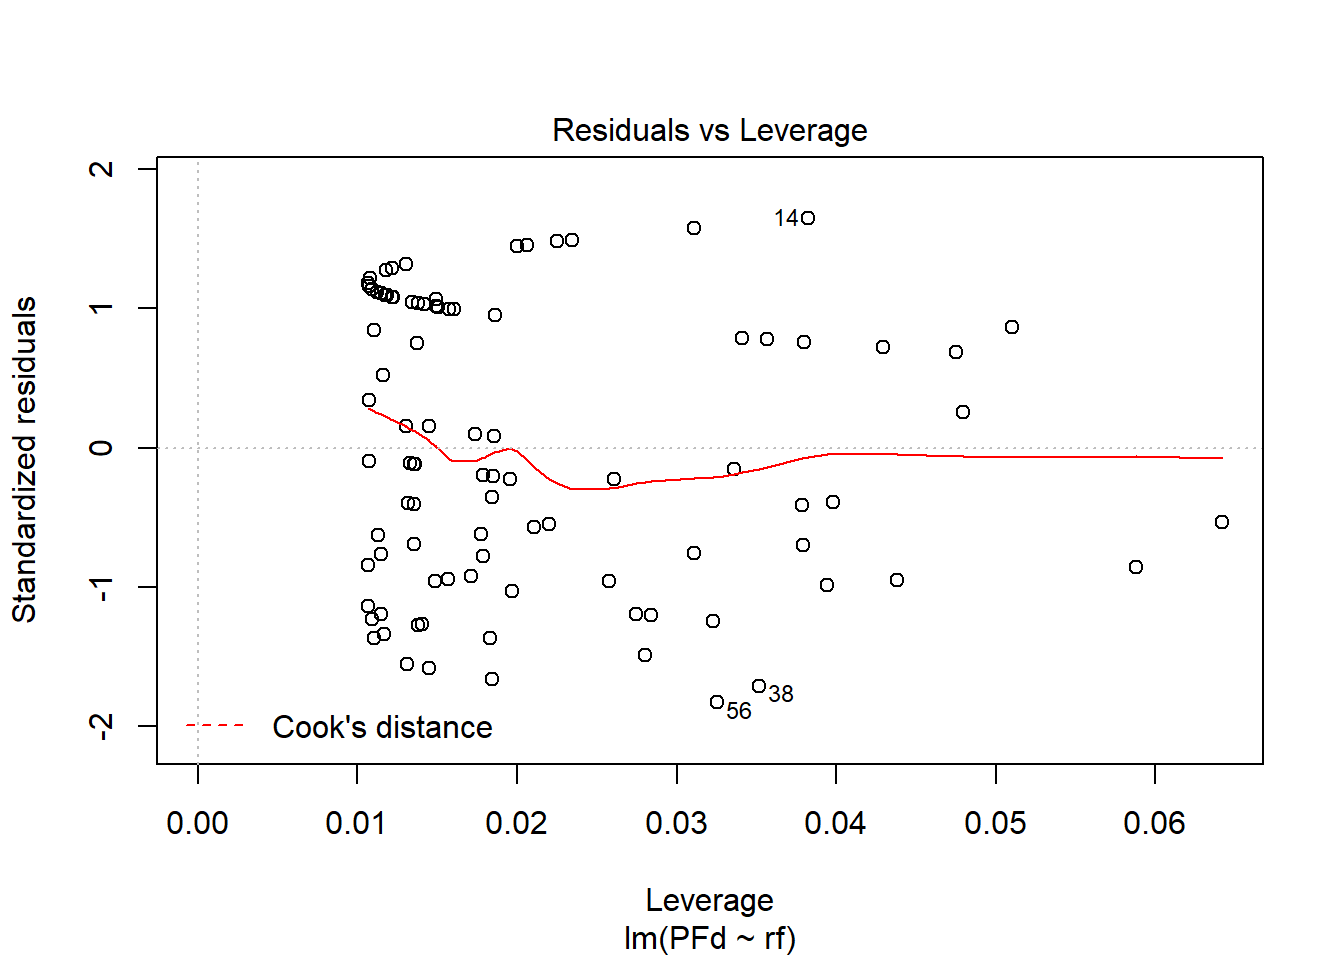 Residuals vs Leverage
Standardized residuals
2
1
0
-1
-2
14
38
56
Cook's distance
0.00 0.01 0.02 0.03 0.04 0.05 0.06
Leverage
lm(PFd ~ rf)